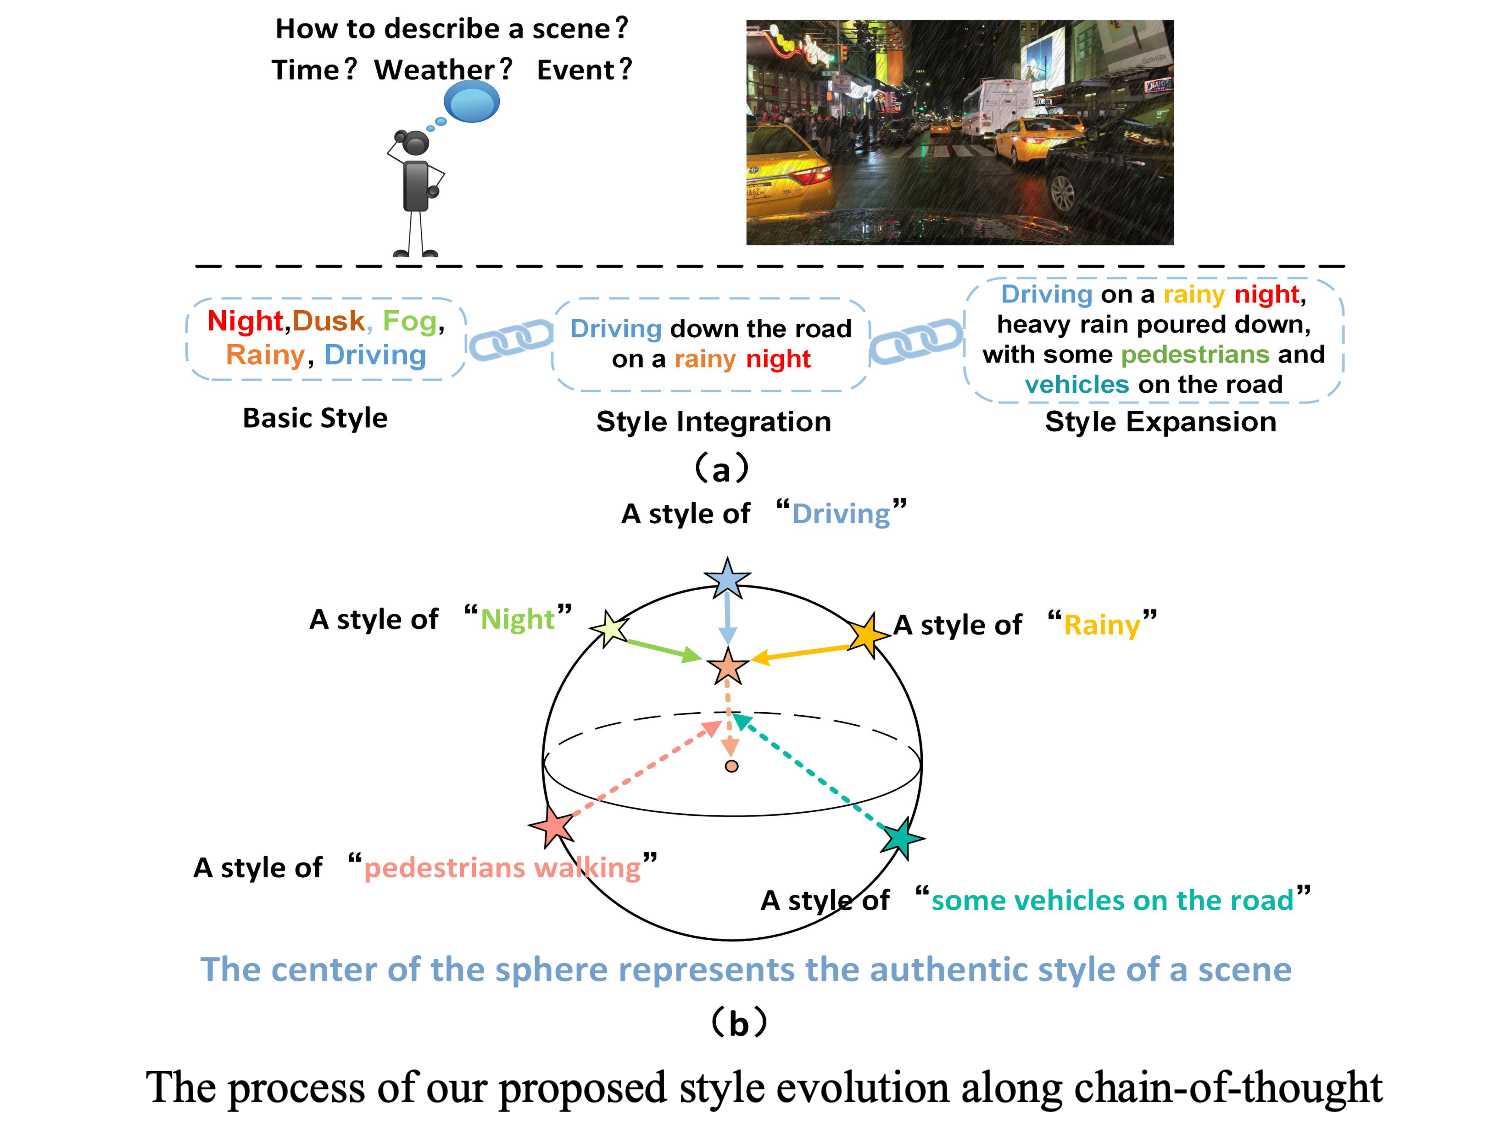 How to describe a scene?
Time? Weather? Event?
Night,Dusk, Fog,
Rainy, Driving
Basic Style
Driving down the road
on a rainy night
Style Integration
Driving on a rainy night,
heavy rain poured down,
with some pedestrians and
vehicles on the road
Style Expansion
(a)
A style of “Driving”
A style of “Night”
A style of “Rainy”
A style of “pedestrians walking”
A style of “some vehicles on the road”
The center of the sphere represents the authentic style of a scene
(b)
The process of our proposed style evolution along chain-of-thought